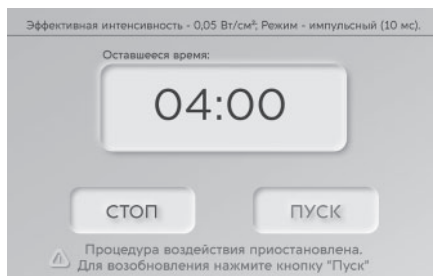 Эффективная интенсивность - 0,05 Вт/см²; Режим - импульсный (10 мс).
Оставшееся время:
04:00
СТОП ПУСК
Процедура воздействия приостановлена.
Для возобновления нажмите кнопку "Пуск"